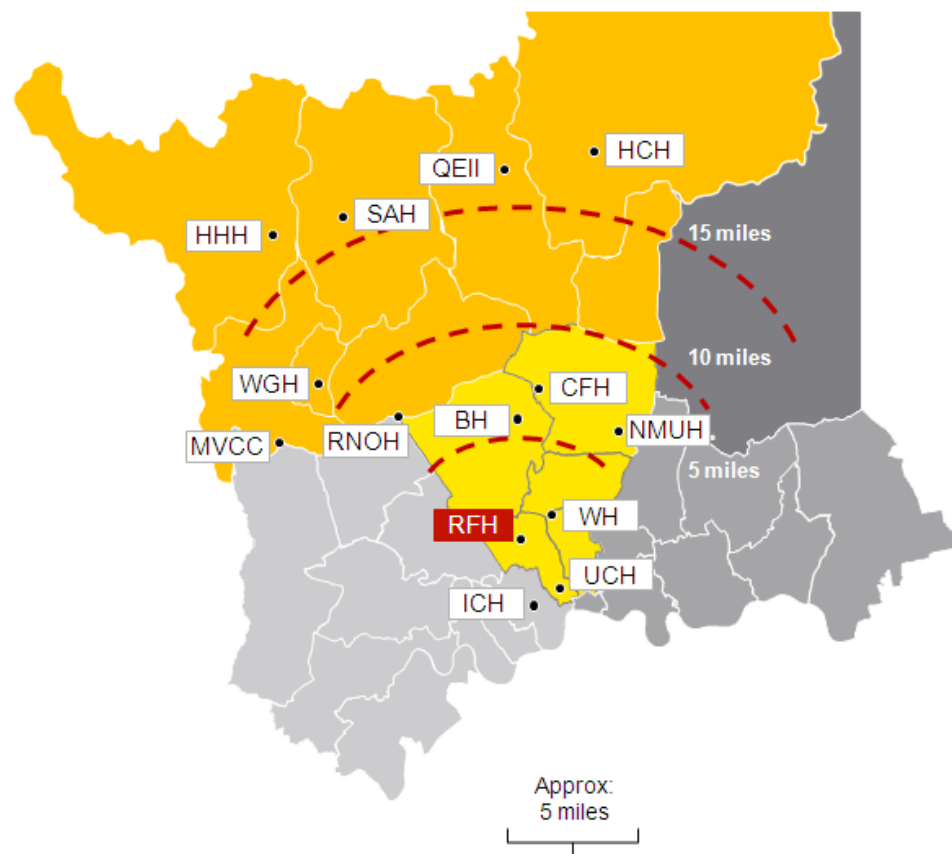 HCH
QEII
SAH
HHH
15 miles
10 miles
WGH
CFH
BH
RNOH
NMUH
MVCC
5 miles
WH
RFH
UCH
ICH
Approx:
5 miles